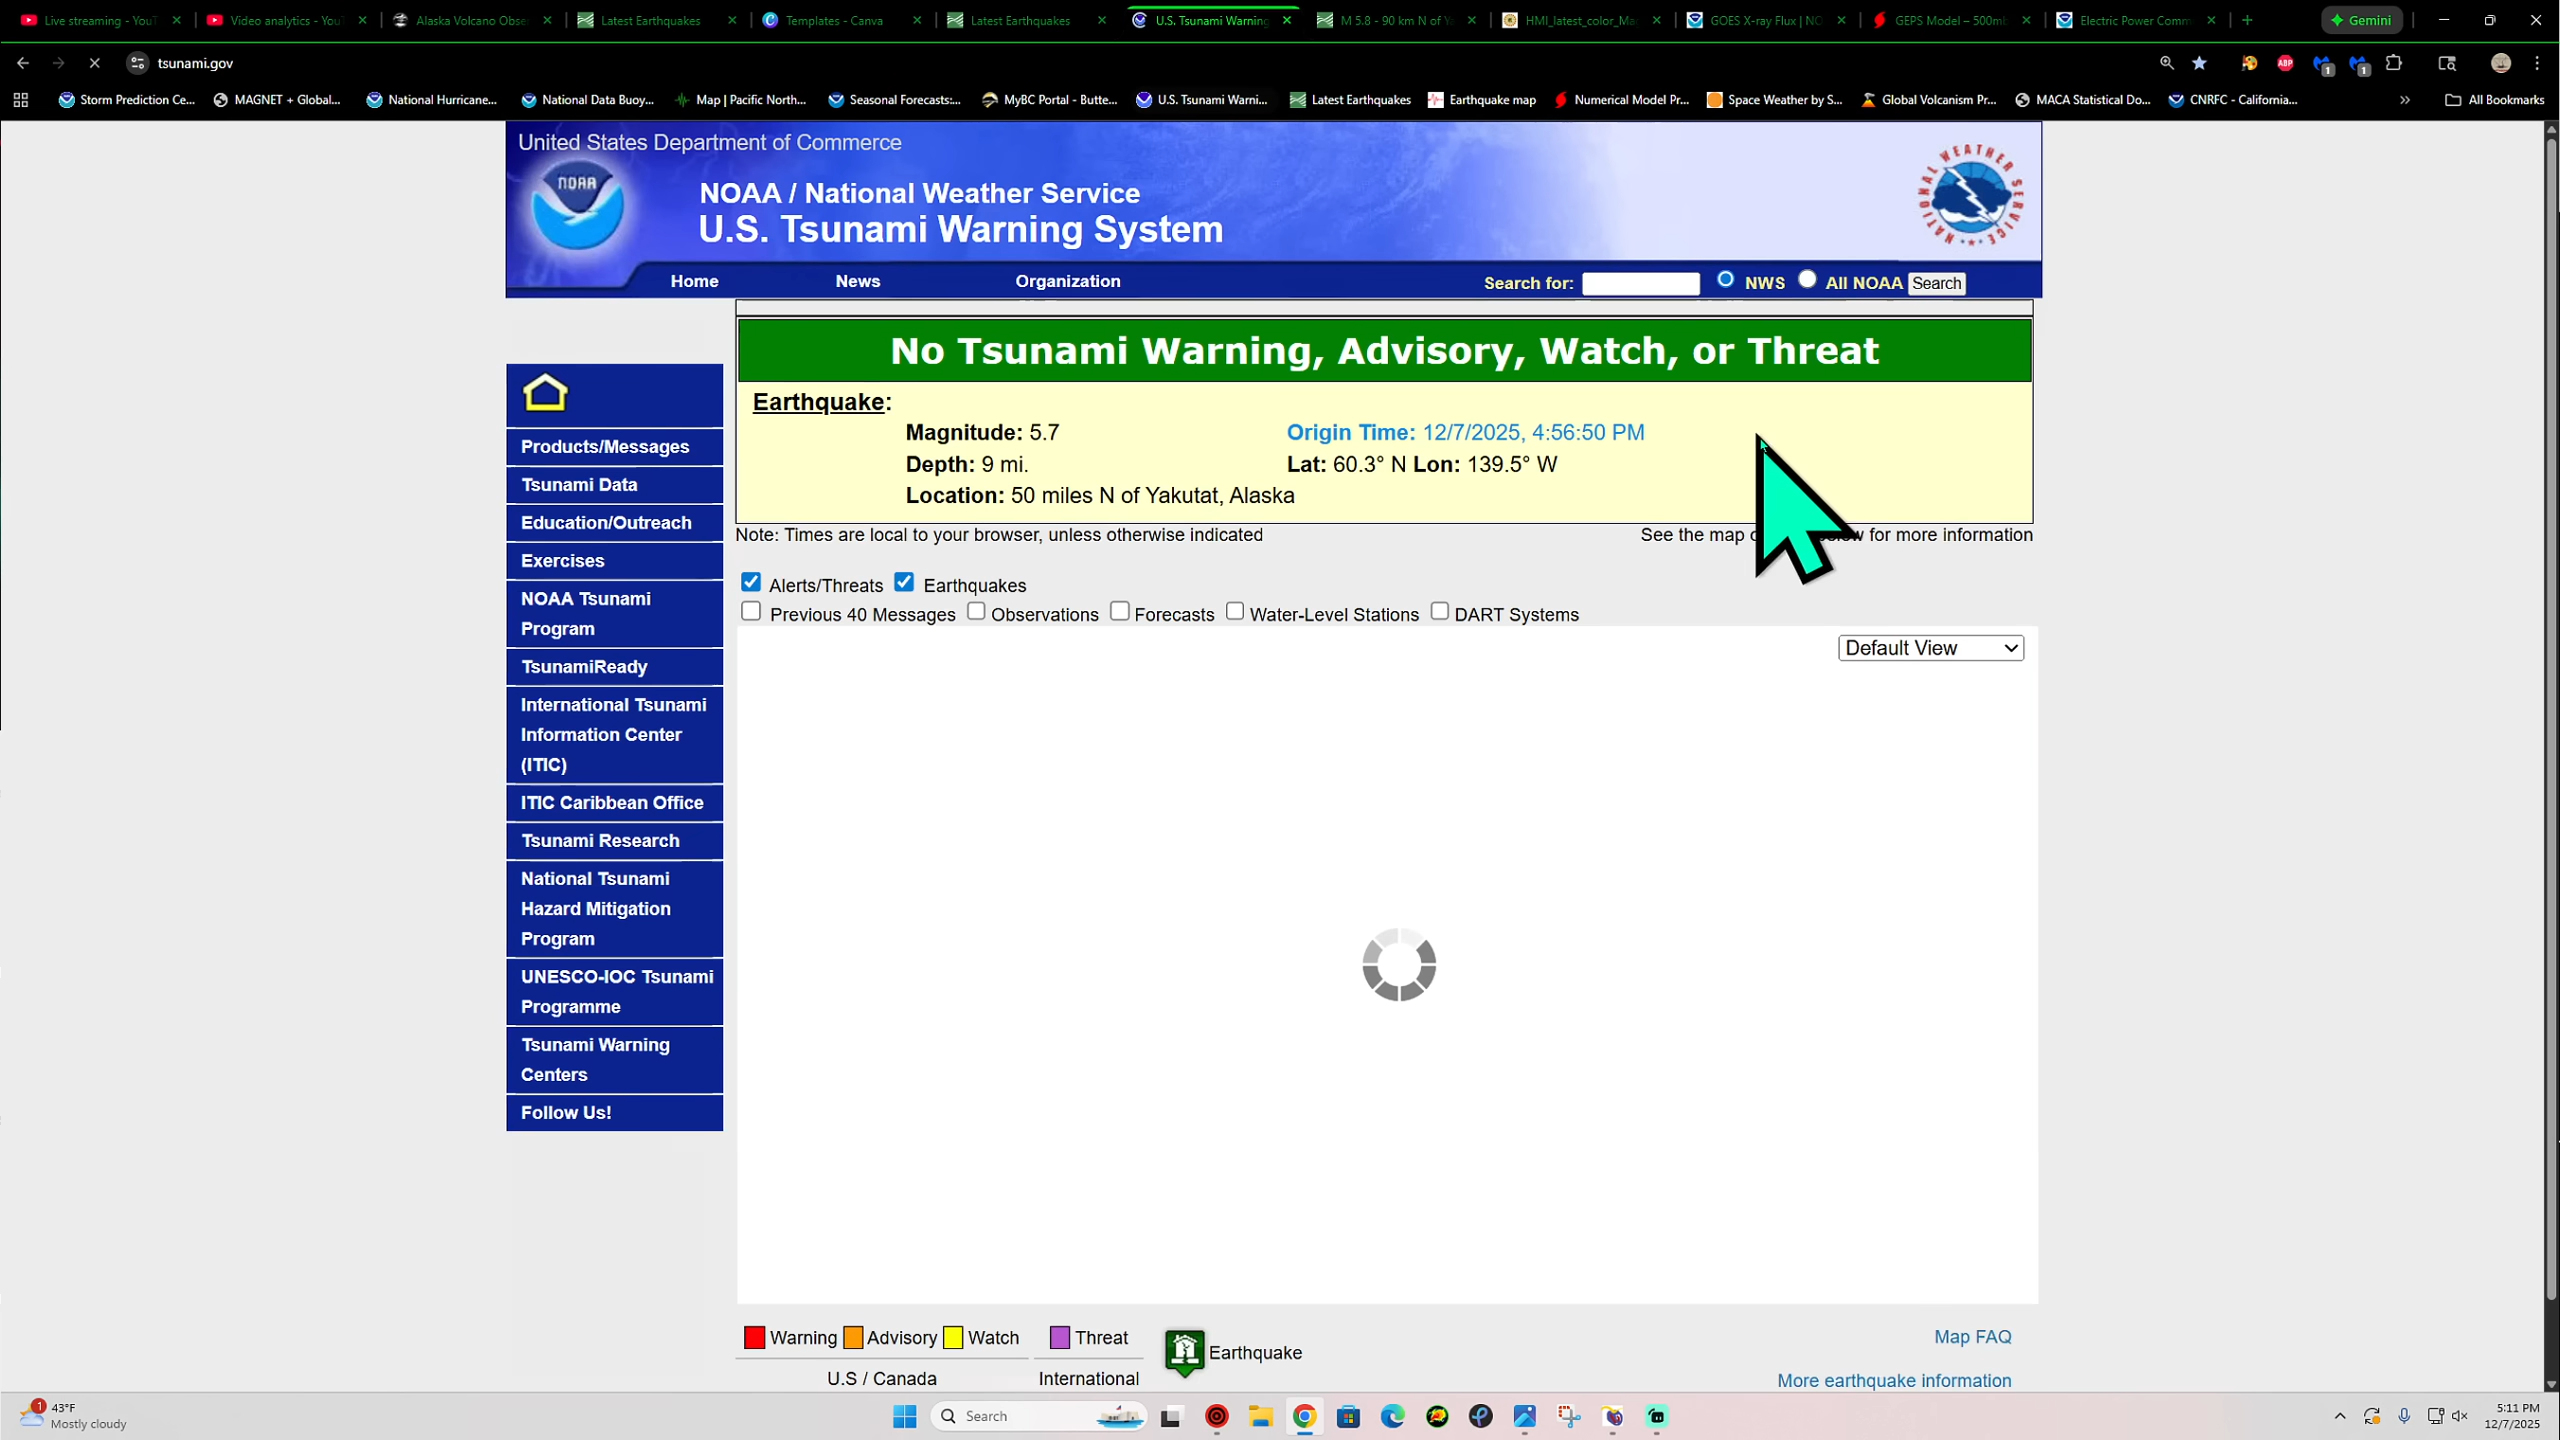 Live streaming - YouT
Video analytics - YouT
Alaska Volcano Obse
Latest Earthquakes
Templates - Canva
Latest Earthquakes
U.S. Tsunami Warning
M 5.8 - 90 km N of Y
HMI_latest_color_Ma
GOES X-ray Flux | NO
GEPS Model – 500mb
Electric Power Comm
Gemini
tsunami.gov
ABP
1
1
Storm Prediction Ce...
MAGNET + Global...
National Hurricane...
National Data Buoy...
Map | Pacific North...
Seasonal Forecasts:...
MyBC Portal - Butte...
U.S. Tsunami Warni...
Latest Earthquakes
Earthquake map
Numerical Model Pr...
Space Weather by S...
Global Volcanism Pr...
MACA Statistical Do...
CNRFC - California...
All Bookmarks
United States Department of Commerce
NOAA
NOAA / National Weather Service
U.S. Tsunami Warning System
NATIONAL WEATHER SERVICE
Home
News
Organization
Search for:
NWS
All NOAA
Search
No Tsunami Warning, Advisory, Watch, or Threat
Earthquake:
Magnitude: 5.7
Origin Time: 12/7/2025, 4:56:50 PM
Depth: 9 mi.
Lat: 60.3° N Lon: 139.5° W
Location: 50 miles N of Yakutat, Alaska
Note: Times are local to your browser, unless otherwise indicated
See the map for more information
Alerts/Threats
Earthquakes
Previous 40 Messages
Observations
Forecasts
Water-Level Stations
DART Systems
Default View
Products/Messages
Tsunami Data
Education/Outreach
Exercises
NOAA Tsunami
Program
TsunamiReady
International Tsunami
Information Center
(ITIC)
ITIC Caribbean Office
Tsunami Research
National Tsunami
Hazard Mitigation
Program
UNESCO-IOC Tsunami
Programme
Tsunami Warning
Centers
Follow Us!
Warning
Advisory
Watch
Threat
Earthquake
U.S / Canada
International
Map FAQ
More earthquake information
1
43°F
Mostly cloudy
Search
5:11 PM
12/7/2025